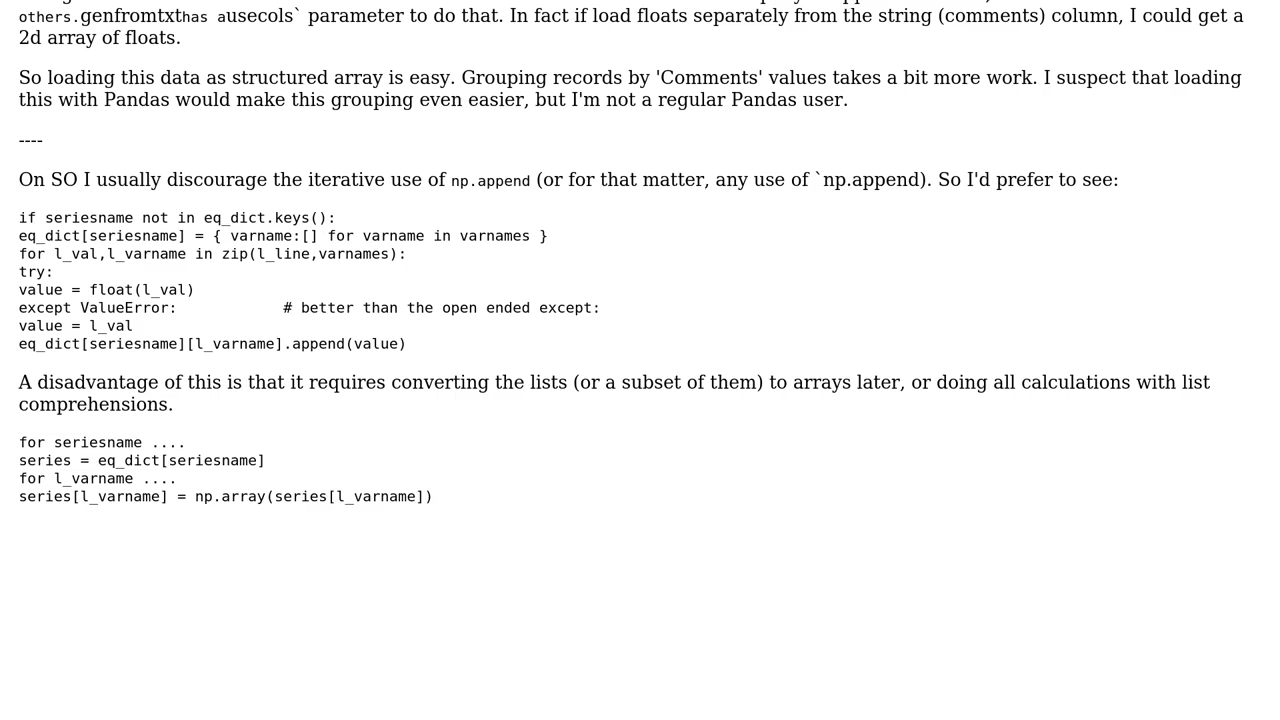 others.genfromtxthas ausecols` parameter to do that. In fact if load floats separately from the string (comments) column, I could get a
2d array of floats.
So loading this data as structured array is easy. Grouping records by 'Comments' values takes a bit more work. I suspect that loading
this with Pandas would make this grouping even easier, but I'm not a regular Pandas user.
----
On SO I usually discourage the iterative use of np.append (or for that matter, any use of `np.append). So I'd prefer to see:
if seriesname not in eq_dict.keys():
eq_dict[seriesname] = { varname:[] for varname in varnames }
for l_val,l_varname in zip(l_line,varnames):
try:
value = float(l_val)
except ValueError:            # better than the open ended except:
value = l_val
eq_dict[seriesname][l_varname].append(value)
A disadvantage of this is that it requires converting the lists (or a subset of them) to arrays later, or doing all calculations with list
comprehensions.
for seriesname ....
series = eq_dict[seriesname]
for l_varname ....
series[l_varname] = np.array(series[l_varname])